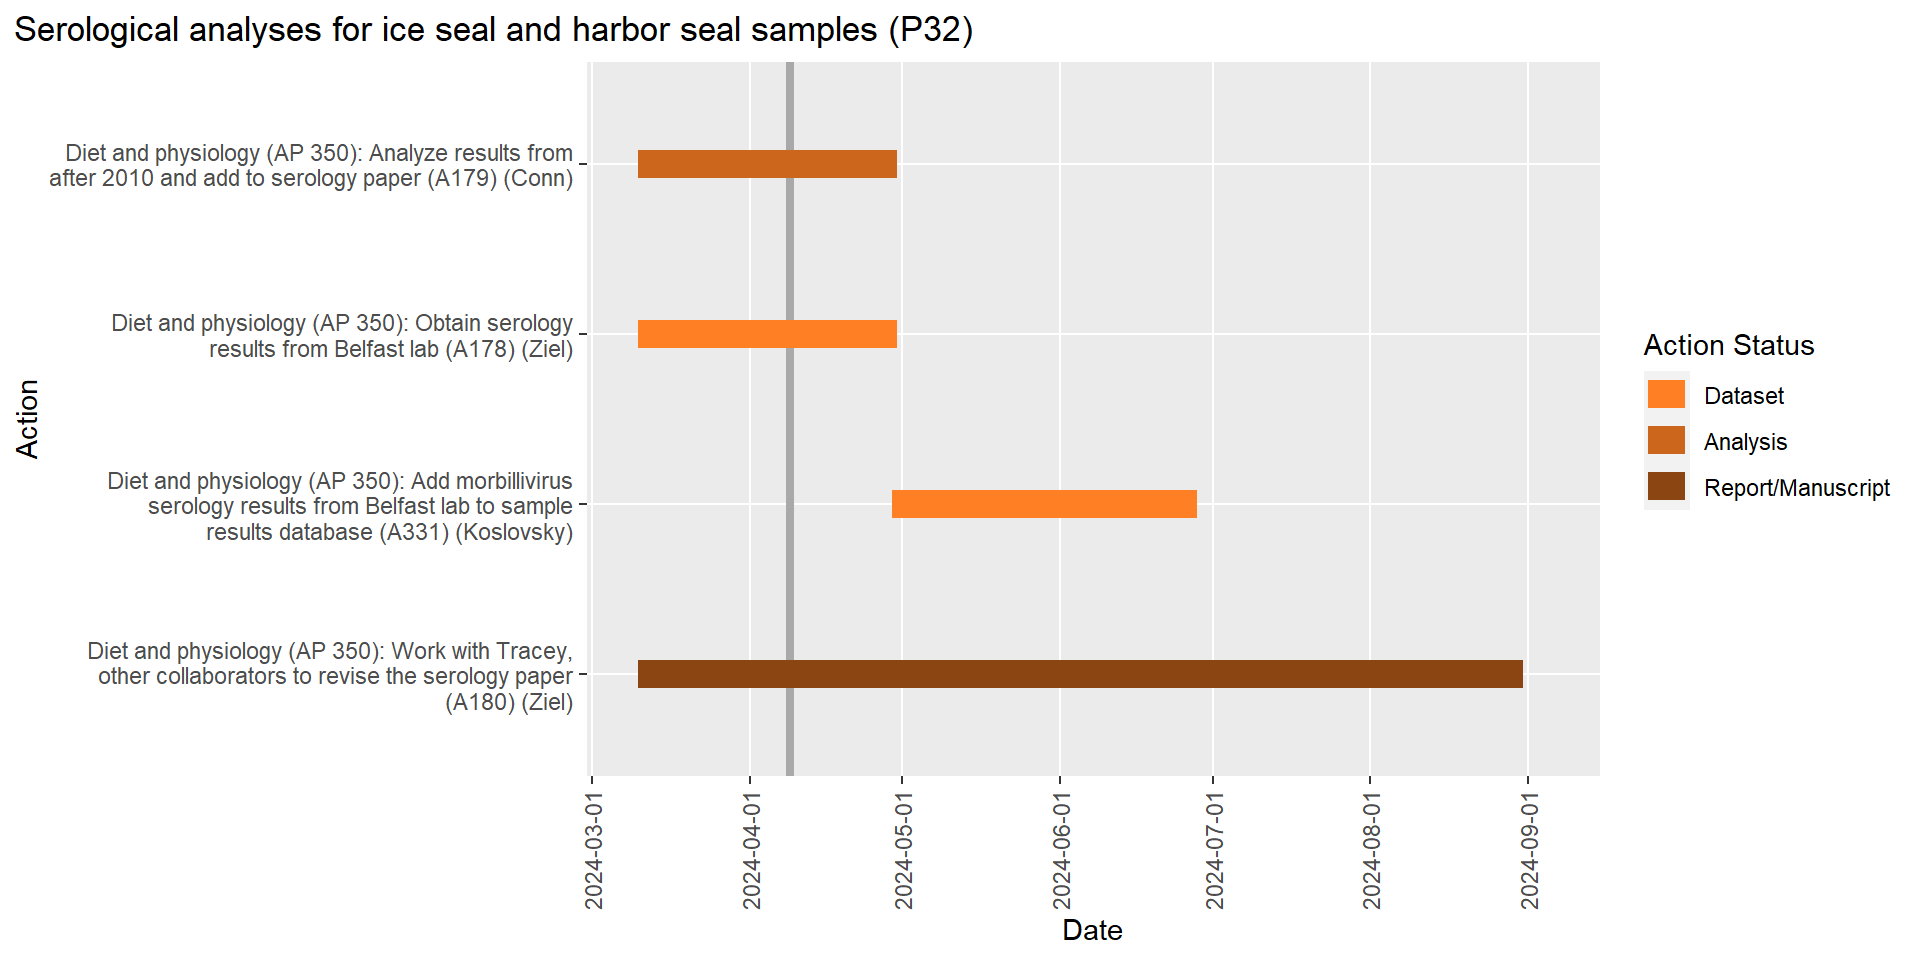 Serological analyses for ice seal and harbor seal samples (P32)
Diet and physiology (AP 350): Analyze results from
after 2010 and add to serology paper (A179) (Conn)
Diet and physiology (AP 350): Obtain serology
results from Belfast lab (A178) (Ziel)
Diet and physiology (AP 350): Add morbillivirus
serology results from Belfast lab to sample
results database (A331) (Koslovsky)
Diet and physiology (AP 350): Work with Tracey,
other collaborators to revise the serology paper
(A180) (Ziel)
Action
2024-03-01
2024-04-01
2024-05-01
2024-06-01
2024-07-01
2024-08-01
2024-09-01
Date
Action Status
Dataset
Analysis
Report/Manuscript